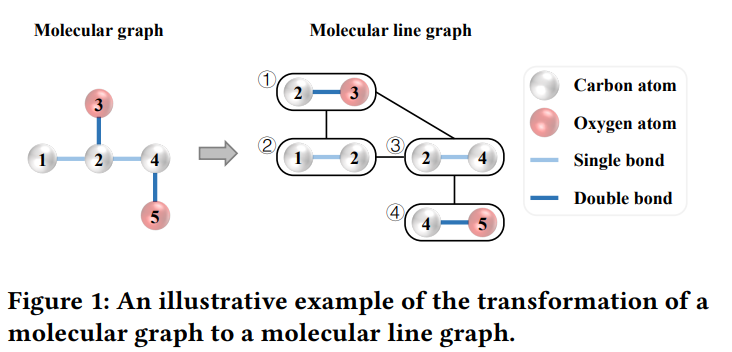 Molecular graph
Molecular line graph
3
1 2 4
5
① 2 3
② 1 2
③ 2 4
④ 4 5
Carbon atom
Oxygen atom
Single bond
Double bond
Figure 1: An illustrative example of the transformation of a
molecular graph to a molecular line graph.